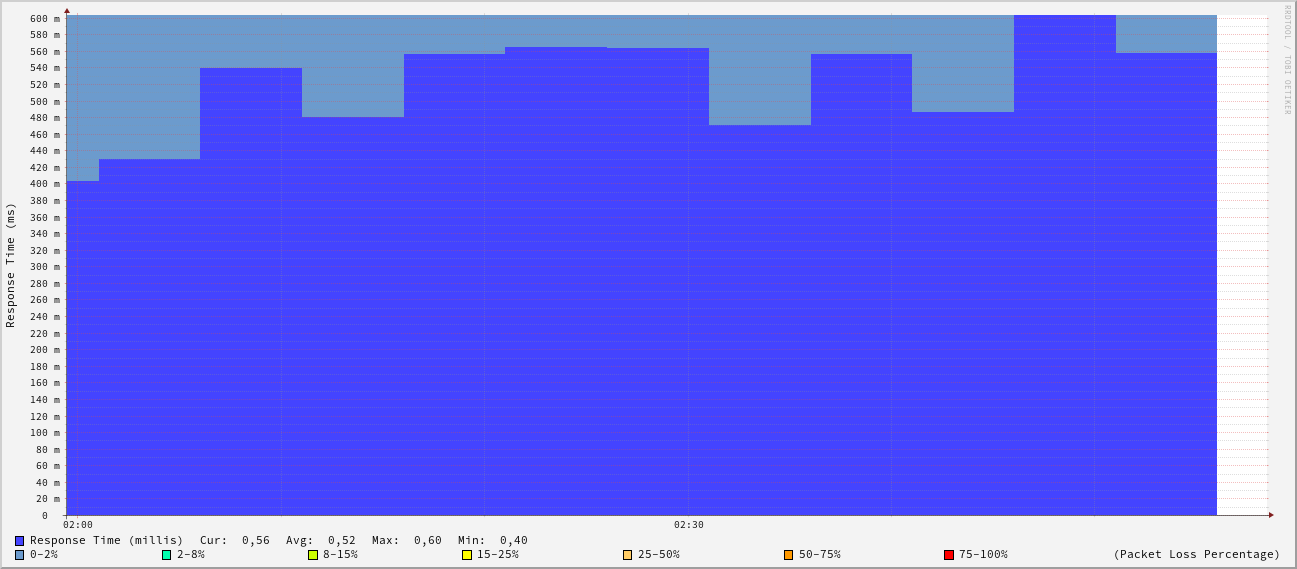 RRDTOOL / TOBI OETIKER
Response Time (ms)
600 m
580 m
560 m
540 m
520 m
500 m
480 m
460 m
440 m
420 m
400 m
380 m
360 m
340 m
320 m
300 m
280 m
260 m
240 m
220 m
200 m
180 m
160 m
140 m
120 m
100 m
80 m
60 m
40 m
20 m
0
02:00 02:30
Response Time (millis) Cur: 0,56 Avg: 0,52 Max: 0,60 Min: 0,40
0-2% 2-8% 8-15% 15-25% 25-50% 50-75% 75-100% (Packet Loss Percentage)